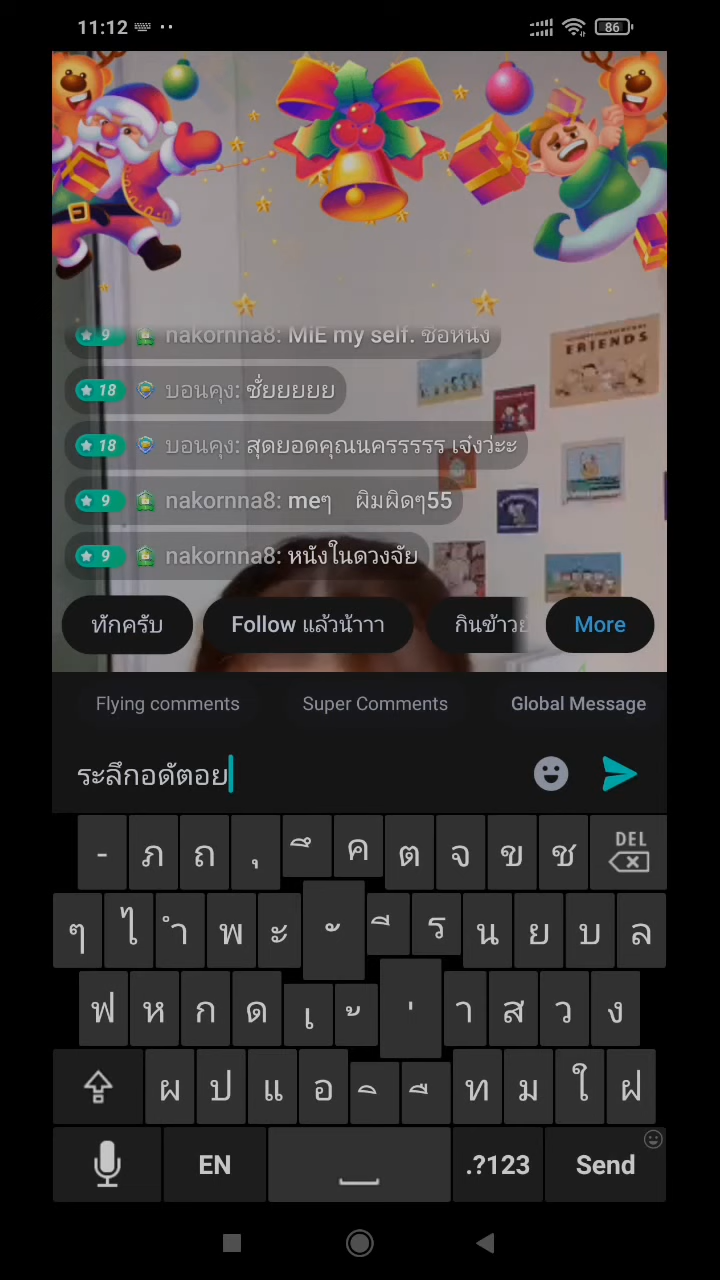 11:12
86
FRIENDS
9 nakornna8: MiE my self. ชื่อหนัง
18 บอนคุง: ชั่ยยยยย
18 บอนคุง: สุดยอดคุณนครรรรร เจ๋งว่ะะ
9 nakornna8: meๆ ผิมผิดๆ55
9 nakornna8: หนังในดวงจัย
ทักครับ Follow แล้วน้าาา กินข้าวย More
Flying comments Super Comments Global Message
ระลึกอดัตอย
- ภ ถ ุ ึ ค ต จ ข ช DEL
ๆ ไ ำ พ ะ ั ี ร น ย บ ล
ฟ ห ก ด เ ้ ่ า ส ว ง
ผ ป แ อ ิ ื ท ม ใ ฝ
EN .?123 Send